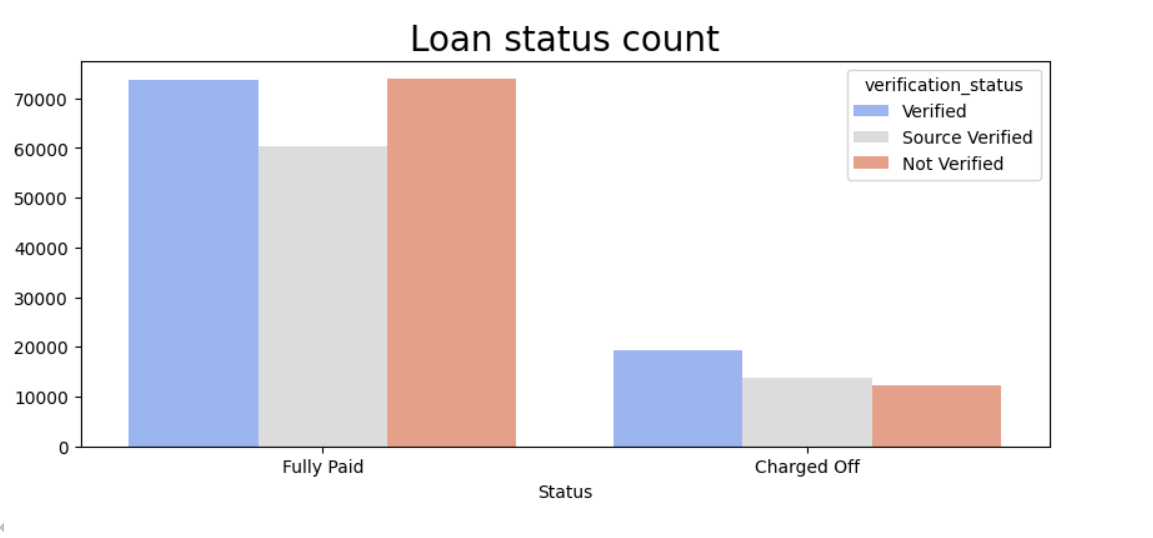 Loan status count
verification_status
Verified
Source Verified
Not Verified
70000
60000
50000
40000
30000
20000
10000
0
Fully Paid
Charged Off
Status